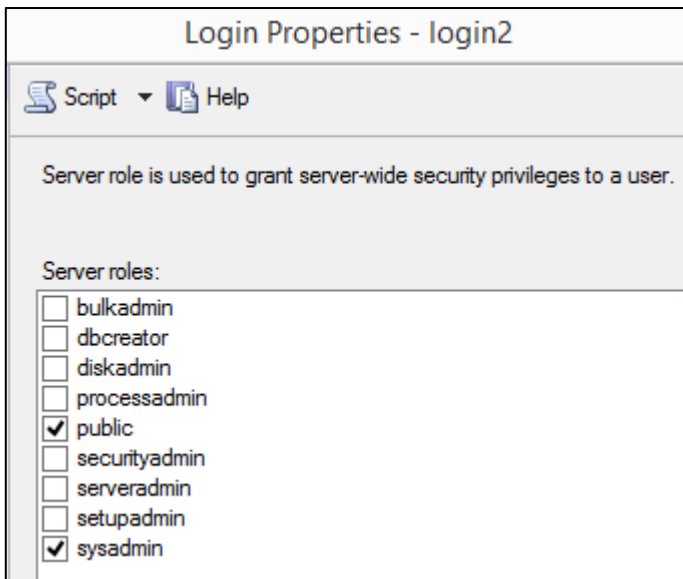 Login Properties - login2
Script Help
Server role is used to grant server-wide security privileges to a user.
Server roles:
bulkadmin
dbcreator
diskadmin
processadmin
public
securityadmin
serveradmin
setupadmin
sysadmin